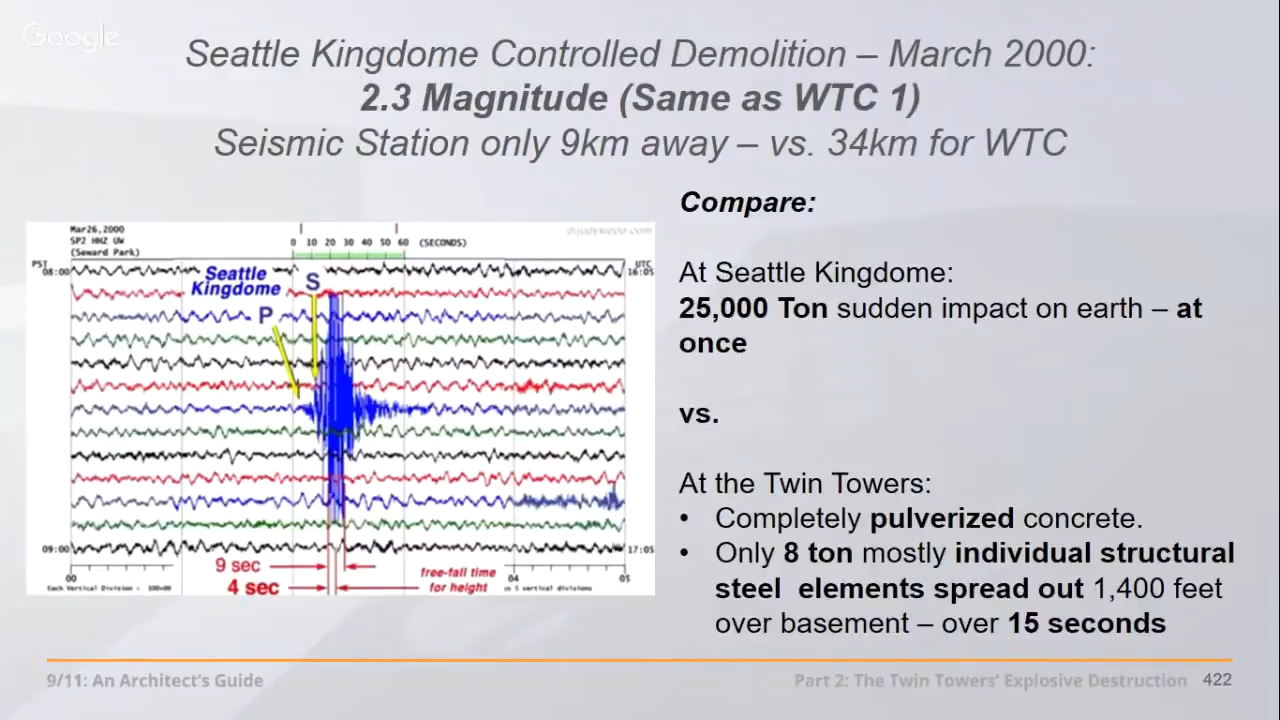 Google
Seattle Kingdome Controlled Demolition – March 2000:
2.3 Magnitude (Same as WTC 1)
Seismic Station only 9km away – vs. 34km for WTC
Compare:
At Seattle Kingdome:
25,000 Ton sudden impact on earth – at
once
vs.
At the Twin Towers:
• Completely pulverized concrete.
• Only 8 ton mostly individual structural
steel elements spread out 1,400 feet
over basement – over 15 seconds
Mar26,2000
SP2 HHZ UW
(Seward Park)
0 10 20 30 40 50 60 (SECONDS)
PST
08:00
UTC
16:05
Seattle
Kingdome
S
P
09:00
17:05
9 sec
4 sec
free-fall time
for height
00
04
05
Each Vertical Division =
5 vertical divisions
9/11: An Architect's Guide
Part 2: The Twin Towers' Explosive Destruction 422